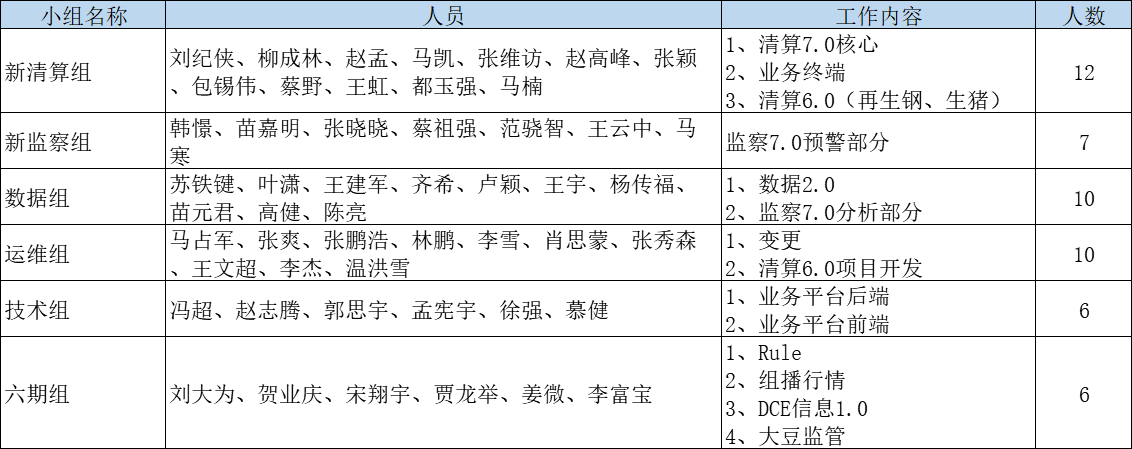 小组名称 人员 工作内容 人数
新清算组
刘纪侠、柳成林、赵孟、马凯、张维访、赵高峰、张颖
、包锡伟、蔡野、王虹、都玉强、马楠
1、清算7.0核心
2、业务终端
3、清算6.0（再生钢、生猪）
12
新监察组
韩憬、苗嘉明、张晓晓、蔡祖强、范骁智、王云中、马
寒
监察7.0预警部分
7
数据组
苏铁键、叶潇、王建军、齐希、卢颖、王宇、杨传福、
苗元君、高健、陈亮
1、数据2.0
2、监察7.0分析部分
10
运维组
马占军、张爽、张鹏浩、林鹏、李雪、肖思蒙、张秀森
、王文超、李杰、温洪雪
1、变更
2、清算6.0项目开发
10
技术组
冯超、赵志腾、郭思宇、孟宪宇、徐强、慕健
1、业务平台后端
2、业务平台前端
6
六期组
刘大为、贺业庆、宋翔宇、贾龙举、姜微、李富宝
1、Rule
2、组播行情
3、DCE信息1.0
4、大豆监管
6